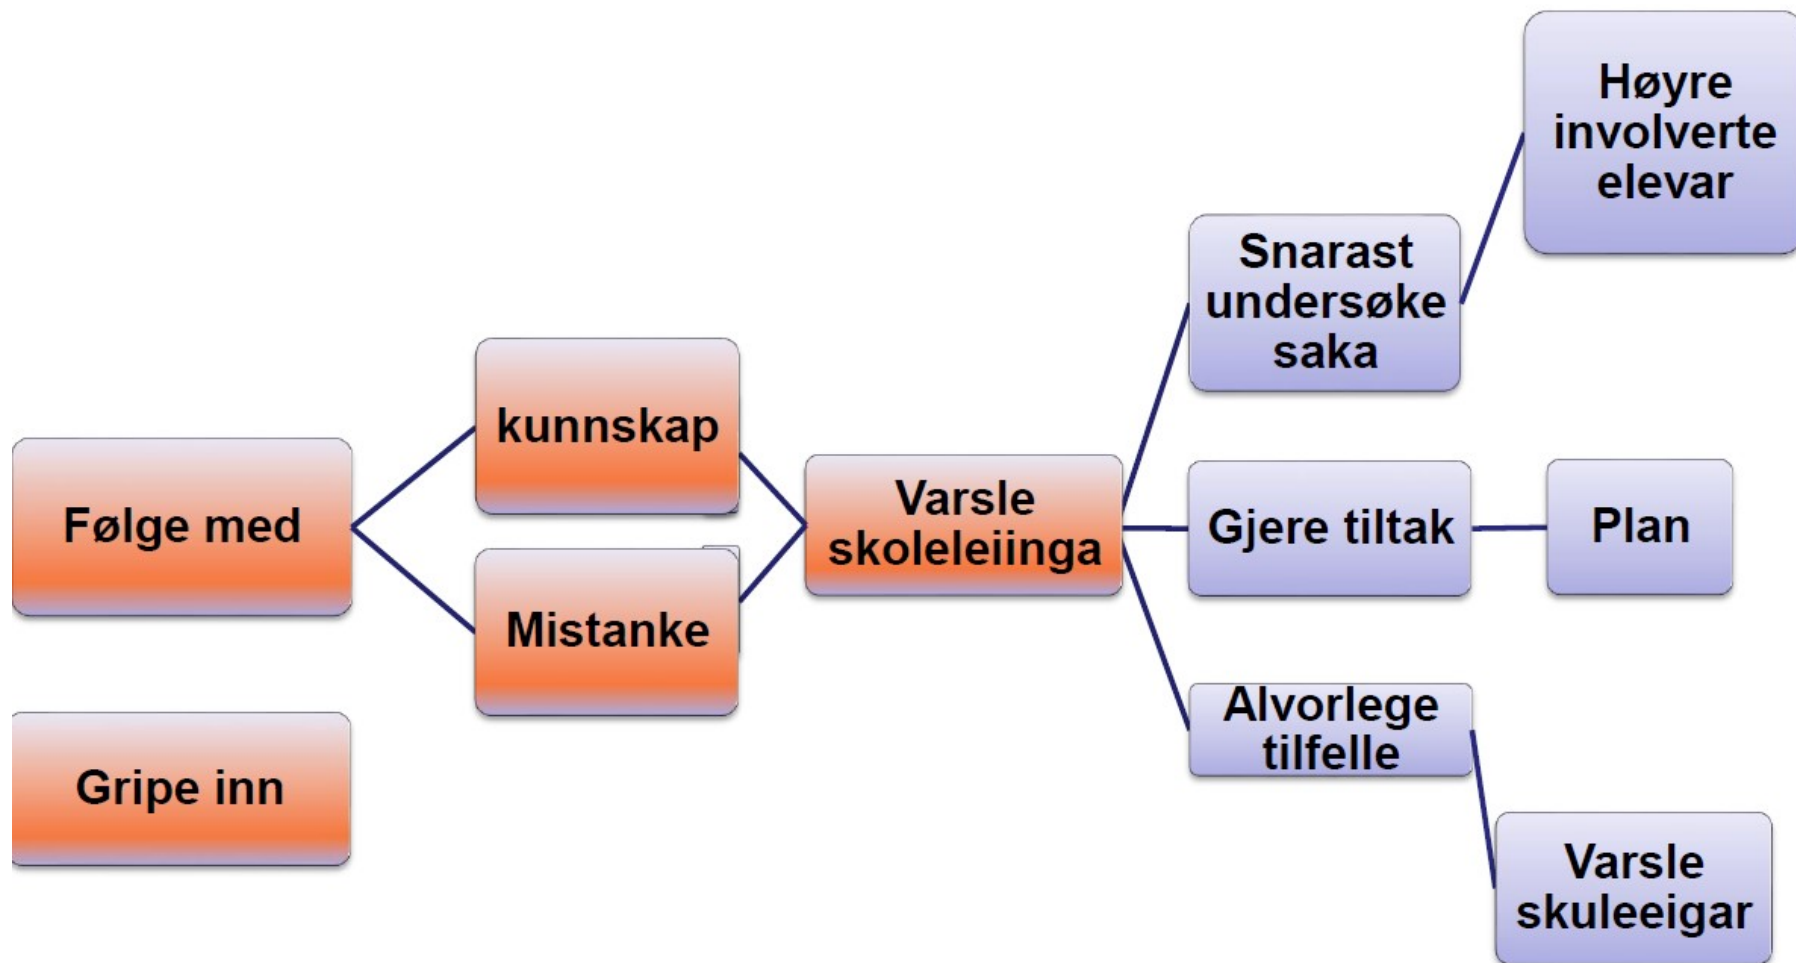 Følge med
Gripe inn
kunnskap
Mistanke
Varsle
skoleleiinga
Snarast
undersøke
saka
Høyre
involverte
elevar
Gjere tiltak
Plan
Alvorlege
tilfelle
Varsle
skuleeigar